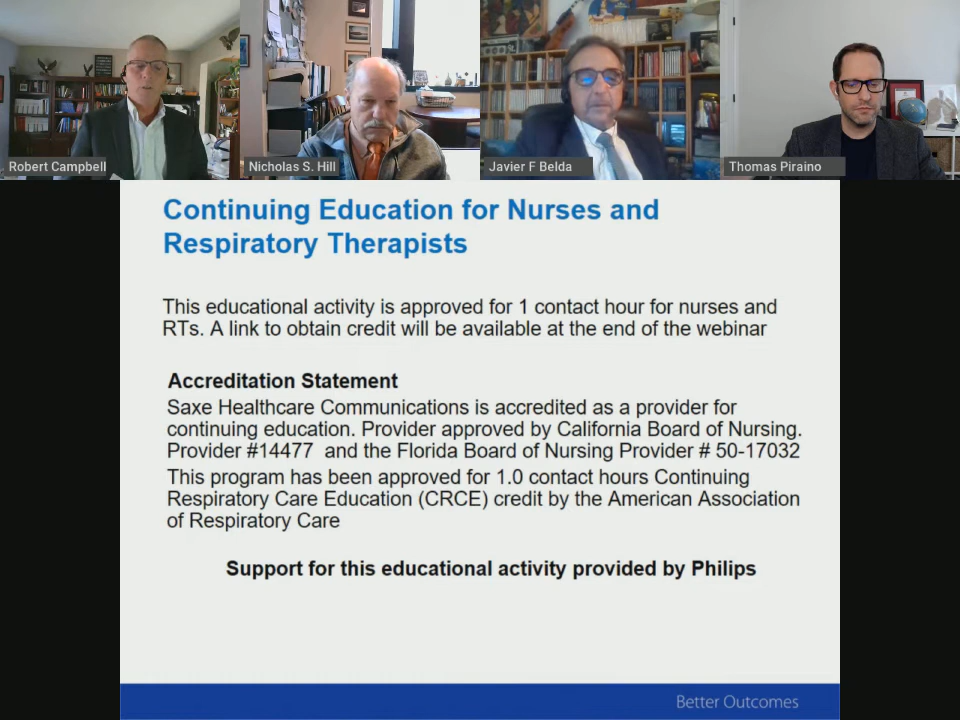 Robert Campbell
Nicholas S. Hill
Javier F Belda
Thomas Piraino
Continuing Education for Nurses and
Respiratory Therapists
This educational activity is approved for 1 contact hour for nurses and
RTs. A link to obtain credit will be available at the end of the webinar
Accreditation Statement
Saxe Healthcare Communications is accredited as a provider for
continuing education. Provider approved by California Board of Nursing.
Provider #14477  and the Florida Board of Nursing Provider # 50-17032
This program has been approved for 1.0 contact hours Continuing
Respiratory Care Education (CRCE) credit by the American Association
of Respiratory Care
Support for this educational activity provided by Philips
Better Outcomes